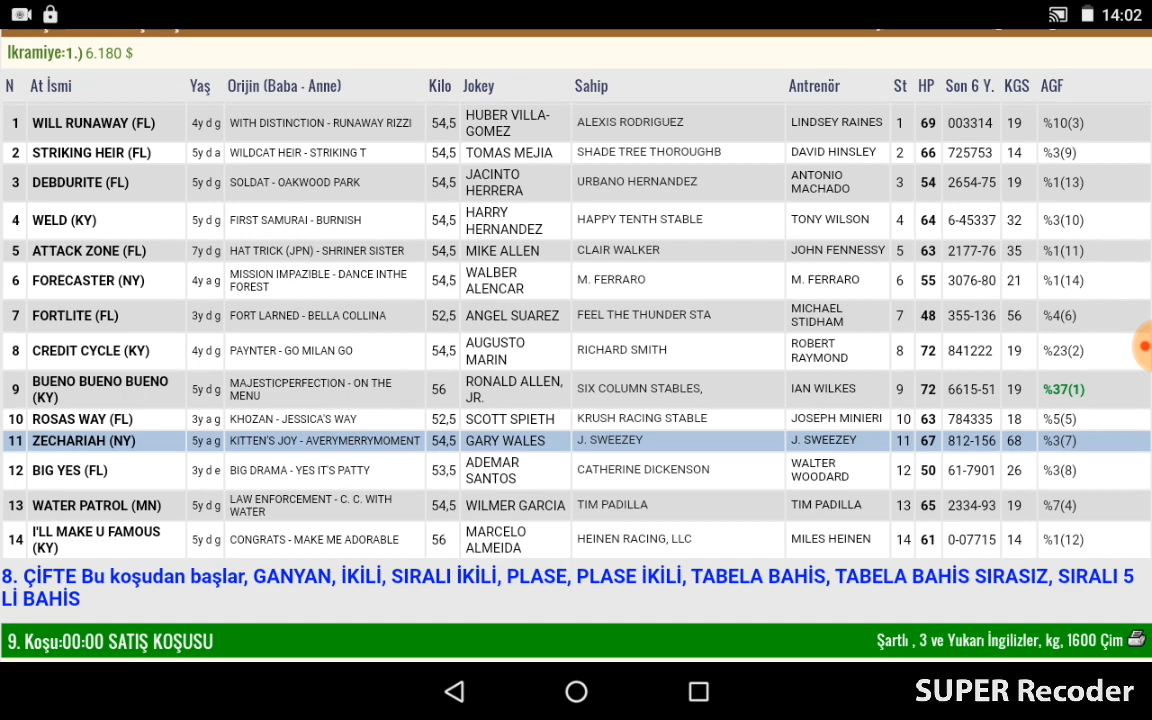 14:02
Ikramiye:1.) 6.180 $
N At İsmi Yaş Orijin (Baba - Anne) Kilo Jokey Sahip Antrenör St HP Son 6 Y. KGS AGF
1 WILL RUNAWAY (FL) 4y d g WITH DISTINCTION - RUNAWAY RIZZI 54,5 HUBER VILLA-GOMEZ ALEXIS RODRIGUEZ LINDSEY RAINES 1 69 003314 19 %10(3)
2 STRIKING HEIR (FL) 5y d a WILDCAT HEIR - STRIKING T 54,5 TOMAS MEJIA SHADE TREE THOROUGHB DAVID HINSLEY 2 66 725753 14 %3(9)
3 DEBDURITE (FL) 5y d g SOLDAT - OAKWOOD PARK 54,5 JACINTO HERRERA URBANO HERNANDEZ ANTONIO MACHADO 3 54 2654-75 19 %1(13)
4 WELD (KY) 5y d g FIRST SAMURAI - BURNISH 54,5 HARRY HERNANDEZ HAPPY TENTH STABLE TONY WILSON 4 64 6-45337 32 %3(10)
5 ATTACK ZONE (FL) 7y d g HAT TRICK (JPN) - SHRINER SISTER 54,5 MIKE ALLEN CLAIR WALKER JOHN FENNESSY 5 63 2177-76 35 %1(11)
6 FORECASTER (NY) 4y a g MISSION IMPAZIBLE - DANCE INTHE FOREST 54,5 WALBER ALENCAR M. FERRARO M. FERRARO 6 55 3076-80 21 %1(14)
7 FORTLITE (FL) 3y d g FORT LARNED - BELLA COLLINA 52,5 ANGEL SUAREZ FEEL THE THUNDER STA MICHAEL STIDHAM 7 48 355-136 56 %4(6)
8 CREDIT CYCLE (KY) 4y d g PAYNTER - GO MILAN GO 54,5 AUGUSTO MARIN RICHARD SMITH ROBERT RAYMOND 8 72 841222 19 %23(2)
9 BUENO BUENO BUENO (KY) 5y d g MAJESTICPERFECTION - ON THE MENU 56 RONALD ALLEN, JR. SIX COLUMN STABLES, IAN WILKES 9 72 6615-51 19 %37(1)
10 ROSAS WAY (FL) 3y a g KHOZAN - JESSICA'S WAY 52,5 SCOTT SPIETH KRUSH RACING STABLE JOSEPH MINIERI 10 63 784335 18 %5(5)
11 ZECHARIAH (NY) 5y a g KITTEN'S JOY - AVERYMERRYMOMENT 54,5 GARY WALES J. SWEEZEY J. SWEEZEY 11 67 812-156 68 %3(7)
12 BIG YES (FL) 3y d e BIG DRAMA - YES IT'S PATTY 53,5 ADEMAR SANTOS CATHERINE DICKENSON WALTER WOODARD 12 50 61-7901 26 %3(8)
13 WATER PATROL (MN) 5y d g LAW ENFORCEMENT - C. C. WITH WATER 54,5 WILMER GARCIA TIM PADILLA TIM PADILLA 13 65 2334-93 19 %7(4)
14 I'LL MAKE U FAMOUS (KY) 5y d g CONGRATS - MAKE ME ADORABLE 56 MARCELO ALMEIDA HEINEN RACING, LLC MILES HEINEN 14 61 0-07715 14 %1(12)
8. ÇİFTE Bu koşudan başlar, GANYAN, İKİLİ, SIRALI İKİLİ, PLASE, PLASE İKİLİ, TABELA BAHİS, TABELA BAHİS SIRASIZ, SIRALI 5
Lİ BAHİS
9. Koşu:00:00 SATIŞ KOŞUSU Şartlı , 3 ve Yukarı İngilizler, kg, 1600 Çim
SUPER Recoder